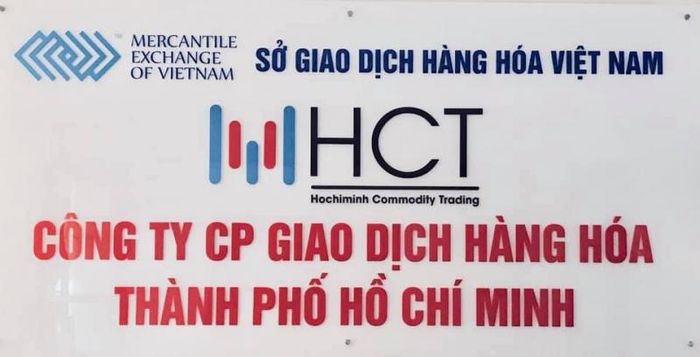 MERCANTILE
EXCHANGE
OF VIETNAM
SỞ GIAO DỊCH HÀNG HÓA VIỆT NAM
HCT
Hochiminh Commodity Trading
CÔNG TY CP GIAO DỊCH HÀNG HÓA
THÀNH PHỐ HỒ CHÍ MINH